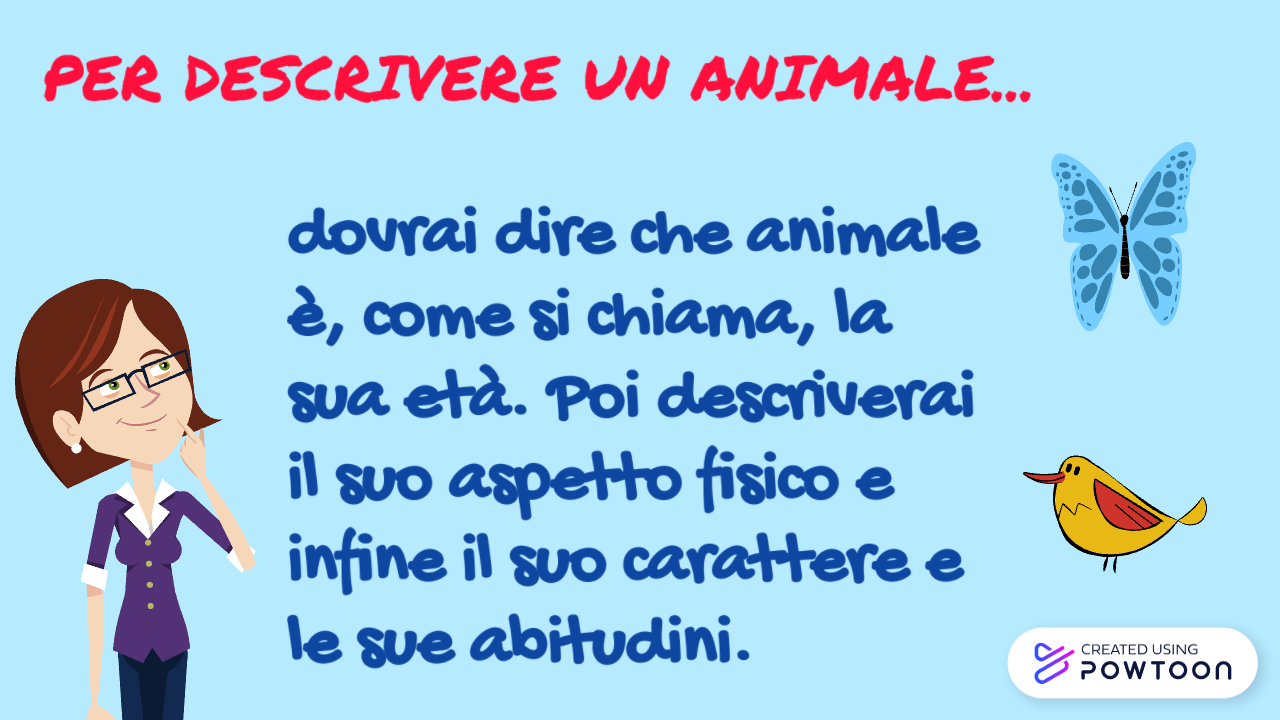 PER DESCRIVERE UN ANIMALE...
dovrai dire che animale
è, come si chiama, la
sua età. Poi descriverai
il suo aspetto fisico e
infine il suo carattere e
le sue abitudini.
CREATED USING
POWTOON